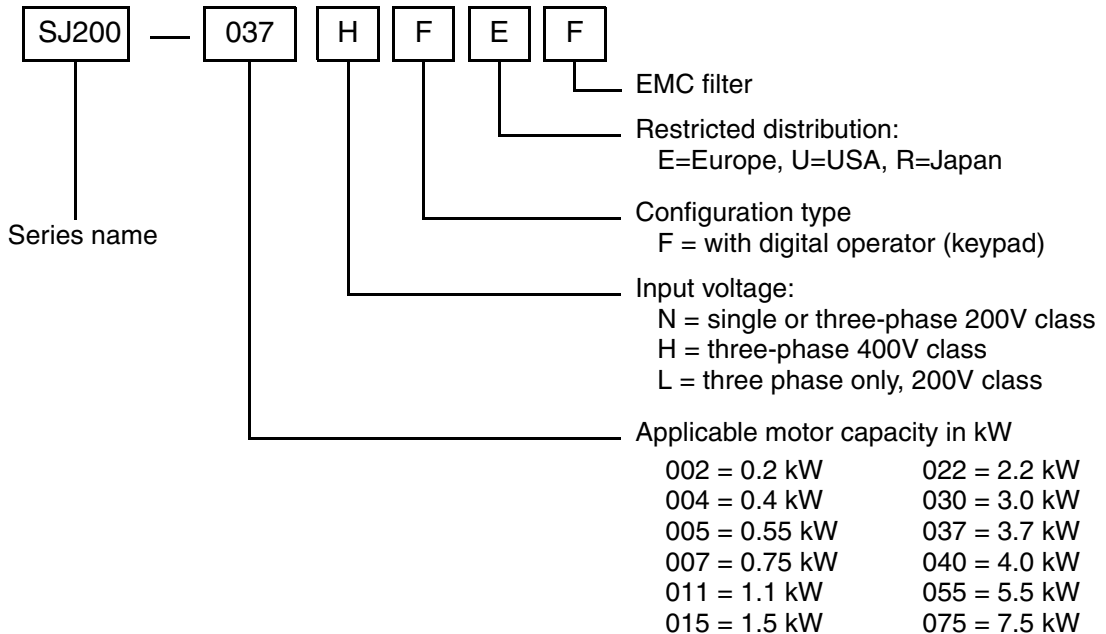 SJ200 — 037 H F E F
EMC filter
Restricted distribution:
E=Europe, U=USA, R=Japan
Configuration type
F = with digital operator (keypad)
Series name
Input voltage:
N = single or three-phase 200V class
H = three-phase 400V class
L = three phase only, 200V class
Applicable motor capacity in kW
002 = 0.2 kW 022 = 2.2 kW
004 = 0.4 kW 030 = 3.0 kW
005 = 0.55 kW 037 = 3.7 kW
007 = 0.75 kW 040 = 4.0 kW
011 = 1.1 kW 055 = 5.5 kW
015 = 1.5 kW 075 = 7.5 kW